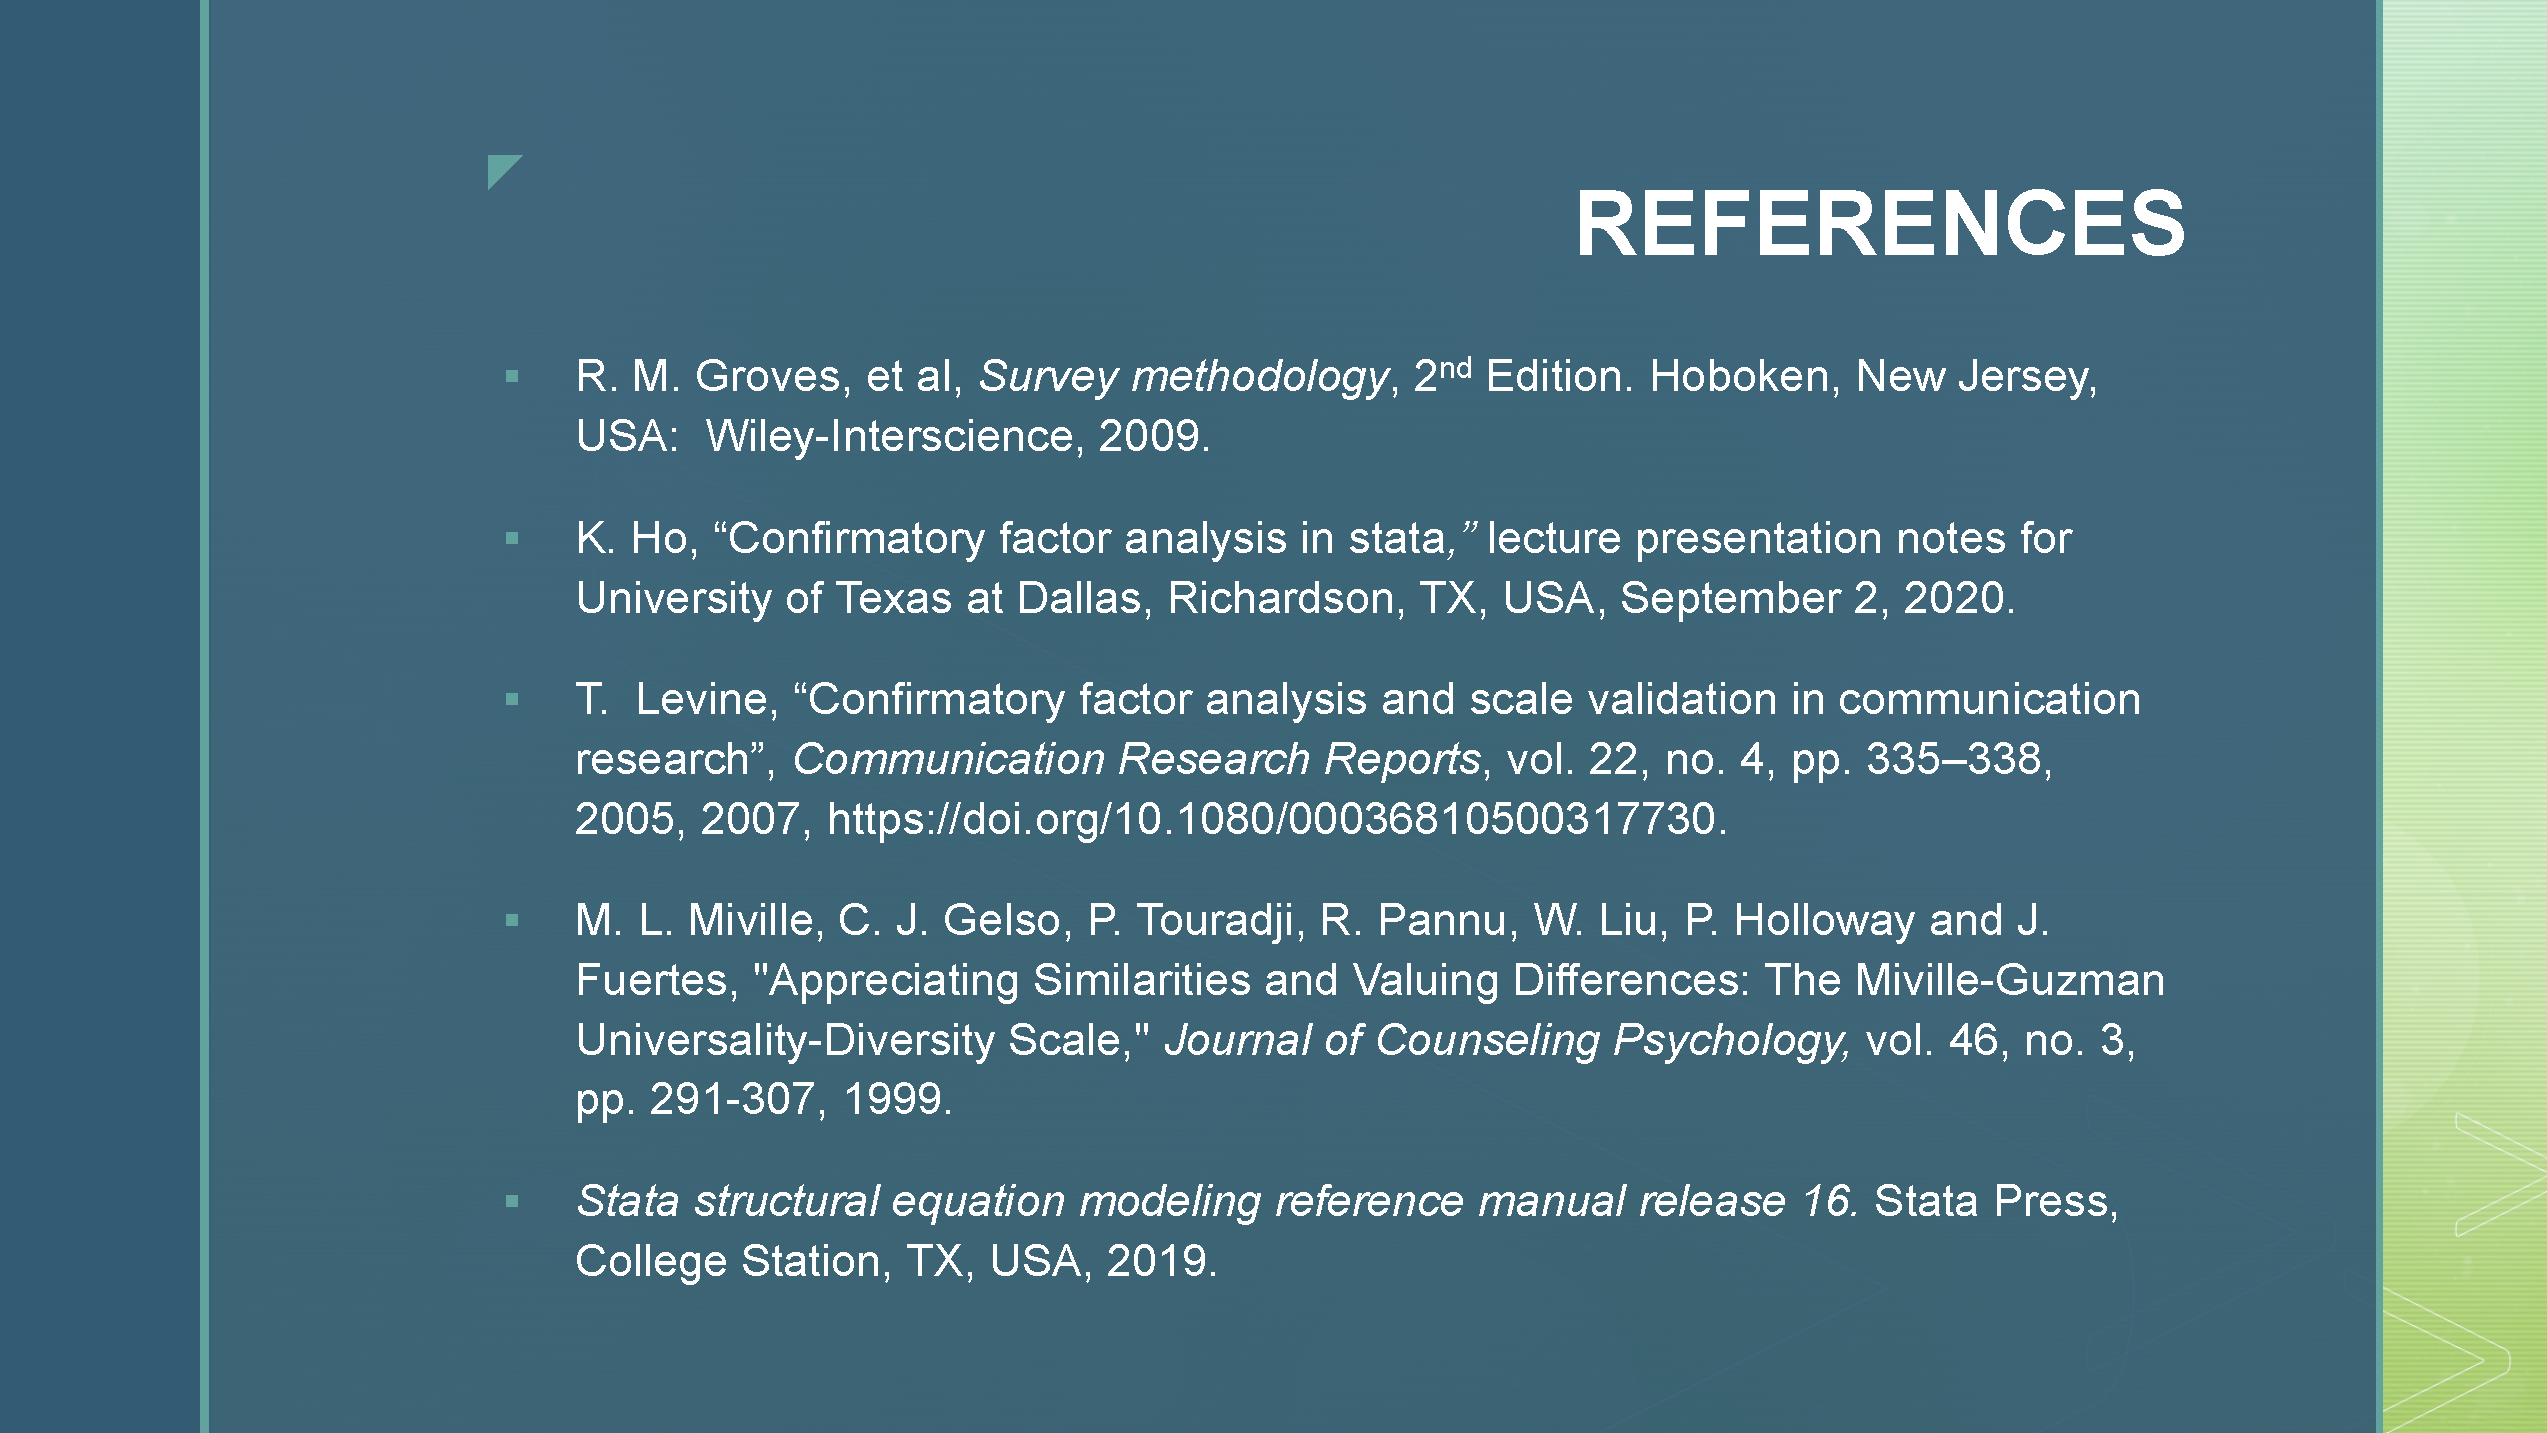 REFERENCES
▪ R. M. Groves, et al, Survey methodology, 2nd Edition. Hoboken, New Jersey,
USA:  Wiley-Interscience, 2009.
▪ K. Ho, “Confirmatory factor analysis in stata,” lecture presentation notes for
University of Texas at Dallas, Richardson, TX, USA, September 2, 2020.
▪ T.  Levine, “Confirmatory factor analysis and scale validation in communication
research”, Communication Research Reports, vol. 22, no. 4, pp. 335–338,
2005, 2007, https://doi.org/10.1080/00036810500317730.
▪ M. L. Miville, C. J. Gelso, P. Touradji, R. Pannu, W. Liu, P. Holloway and J.
Fuertes, "Appreciating Similarities and Valuing Differences: The Miville-Guzman
Universality-Diversity Scale," Journal of Counseling Psychology, vol. 46, no. 3,
pp. 291-307, 1999.
▪ Stata structural equation modeling reference manual release 16. Stata Press,
College Station, TX, USA, 2019.